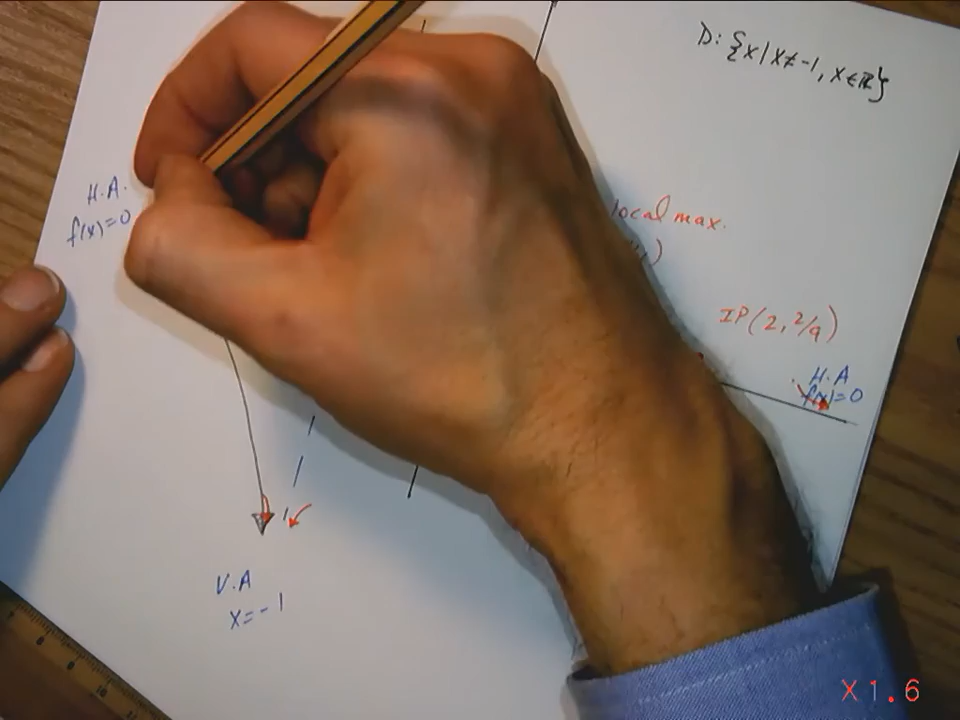 D: {x | x ≠ -1, x ∈ ℝ}
H.A.
f(x)=0
local max.
IP(2, 2/9)
H.A
f(x)=0
V.A
x=-1
X1.6